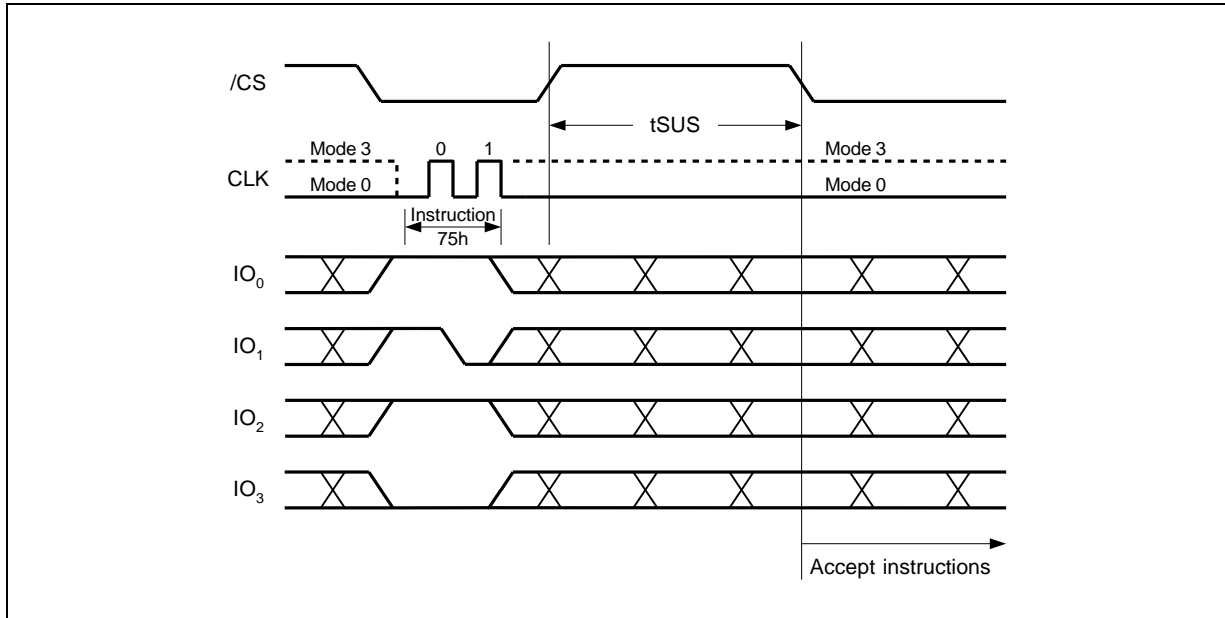 /CS
tSUS
Mode 3 0 1 Mode 3
CLK
Mode 0 Mode 0
Instruction
75h
IO0
IO1
IO2
IO3
Accept instructions